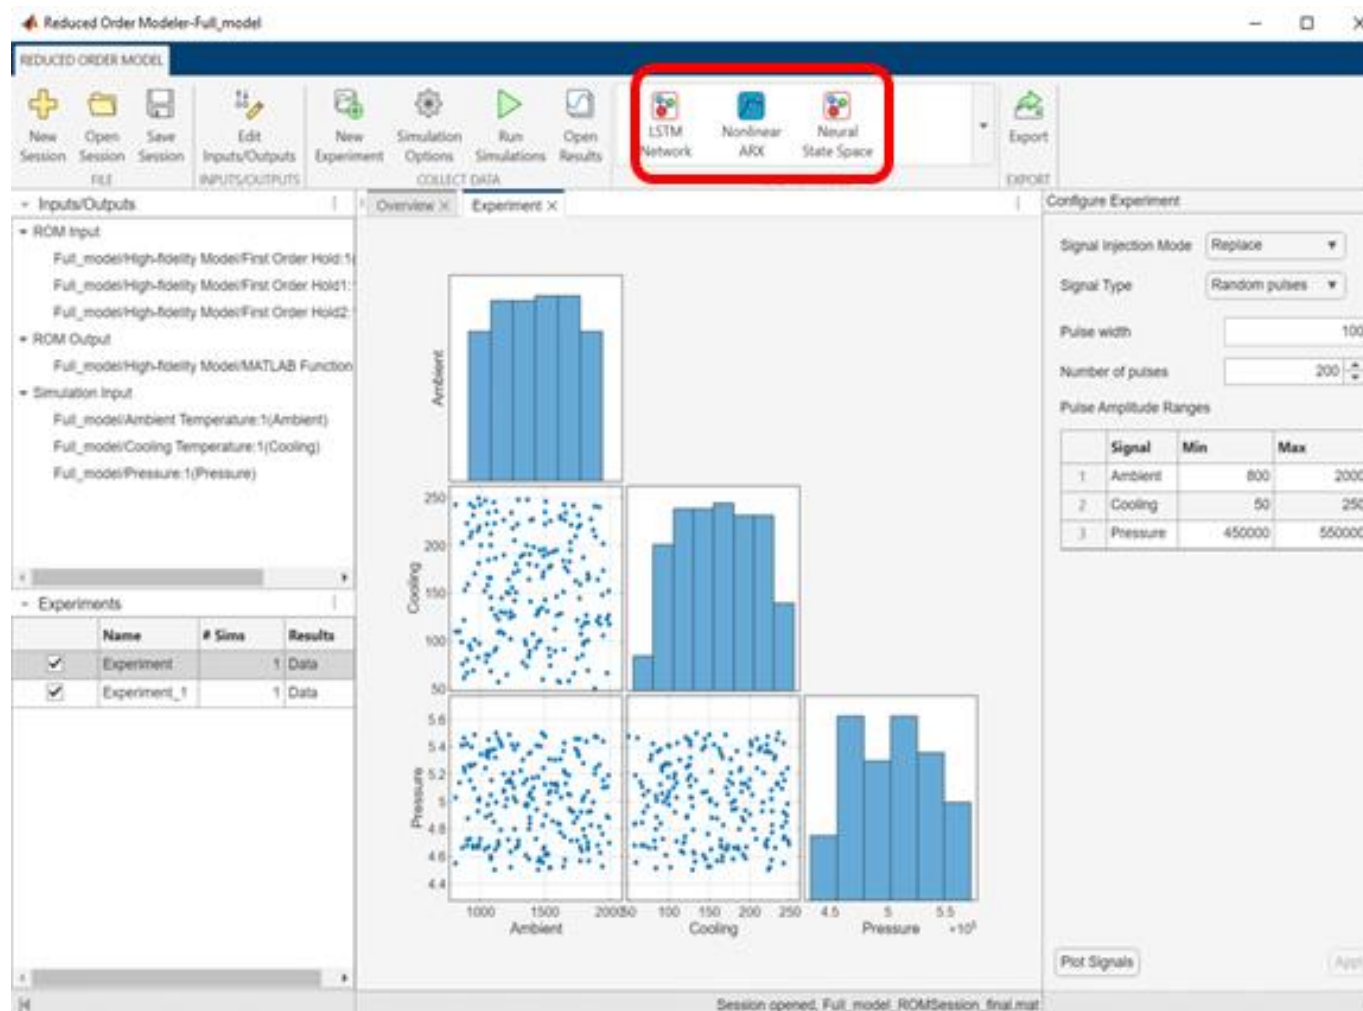 Reduced Order Modeler-Full_model
REDUCED ORDER MODEL
New Session
Open Session
Save Session
Edit Inputs/Outputs
New Experiment
Simulation Options
Run Simulations
Open Results
LSTM Network
Nonlinear ARX
Neural State Space
Export
FILE
INPUTS/OUTPUTS
COLLECT DATA
EXPORT
Inputs/Outputs
ROM Input
Full_model/High-fidelity Model/First Order Hold:1(
Full_model/High-fidelity Model/First Order Hold1:
Full_model/High-fidelity Model/First Order Hold2:
ROM Output
Full_model/High-fidelity Model/MATLAB Function
Simulation Input
Full_model/Ambient Temperature:1(Ambient)
Full_model/Cooling Temperature:1(Cooling)
Full_model/Pressure:1(Pressure)
Experiments
Name # Sims Results
Experiment 1 Data
Experiment_1 1 Data
Overview
Experiment
Ambient
250
200
150
100
50
Cooling
5.6
5.4
5.2
5
4.8
4.6
4.4
Pressure
1000 1500 2000
Ambient
50 100 150 200 250
Cooling
4.5 5 5.5
Pressure
Configure Experiment
Signal Injection Mode Replace
Signal Type Random pulses
Pulse width 100
Number of pulses 200
Pulse Amplitude Ranges
Signal Min Max
1 Ambient 800 2000
2 Cooling 50 250
3 Pressure 450000 550000
Plot Signals
Session opened, Full_model_ROMSession_final.mat